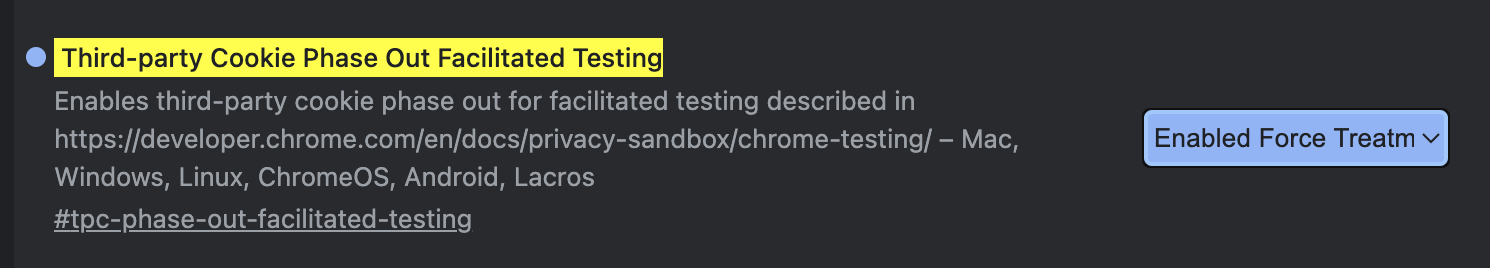 Third-party Cookie Phase Out Facilitated Testing
Enables third-party cookie phase out for facilitated testing described in
https://developer.chrome.com/en/docs/privacy-sandbox/chrome-testing/ – Mac,
Windows, Linux, ChromeOS, Android, Lacros
#tpc-phase-out-facilitated-testing
Enabled Force Treatm